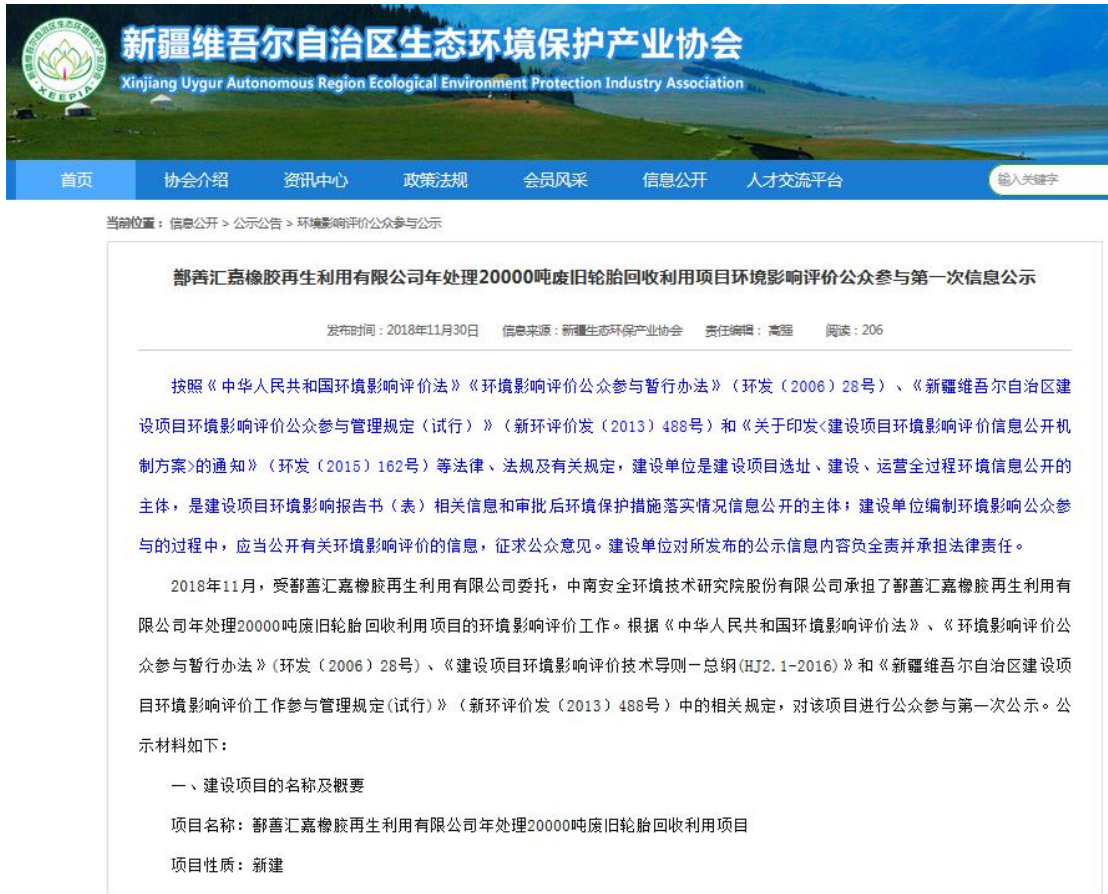 新疆维吾尔自治区生态环境保护产业协会
Xinjiang Uygur Autonomous Region Ecological Environment Protection Industry Association
XEEPIA
首页 协会介绍 资讯中心 政策法规 会员风采 信息公开 人才交流平台 输入关键字
当前位置：信息公开 > 公示公告 > 环境影响评价公众参与公示
鄯善汇嘉橡胶再生利用有限公司年处理20000吨废旧轮胎回收利用项目环境影响评价公众参与第一次信息公示
发布时间：2018年11月30日 信息来源：新疆生态环保产业协会 责任编辑： 高强 阅读：206
按照《中华人民共和国环境影响评价法》《环境影响评价公众参与暂行办法》（环发（2006）28号）、《新疆维吾尔自治区建
设项目环境影响评价公众参与管理规定（试行）》（新环评价发（2013）488号）和《关于印发<建设项目环境影响评价信息公开机
制方案>的通知》（环发（2015）162号）等法律、法规及有关规定，建设单位是建设项目选址、建设、运营全过程环境信息公开的
主体，是建设项目环境影响报告书（表）相关信息和审批后环境保护措施落实情况信息公开的主体；建设单位编制环境影响公众参
与的过程中，应当公开有关环境影响评价的信息，征求公众意见。建设单位对所发布的公示信息内容负全责并承担法律责任。
2018年11月，受鄯善汇嘉橡胶再生利用有限公司委托，中南安全环境技术研究院股份有限公司承担了鄯善汇嘉橡胶再生利用有
限公司年处理20000吨废旧轮胎回收利用项目的环境影响评价工作。根据《中华人民共和国环境影响评价法》、《环境影响评价公
众参与暂行办法》(环发（2006）28号)、《建设项目环境影响评价技术导则—总纲(HJ2.1-2016)》和《新疆维吾尔自治区建设项
目环境影响评价工作参与管理规定(试行)》（新环评价发（2013）488号）中的相关规定，对该项目进行公众参与第一次公示。公
示材料如下：
一、建设项目的名称及概要
项目名称：鄯善汇嘉橡胶再生利用有限公司年处理20000吨废旧轮胎回收利用项目
项目性质：新建